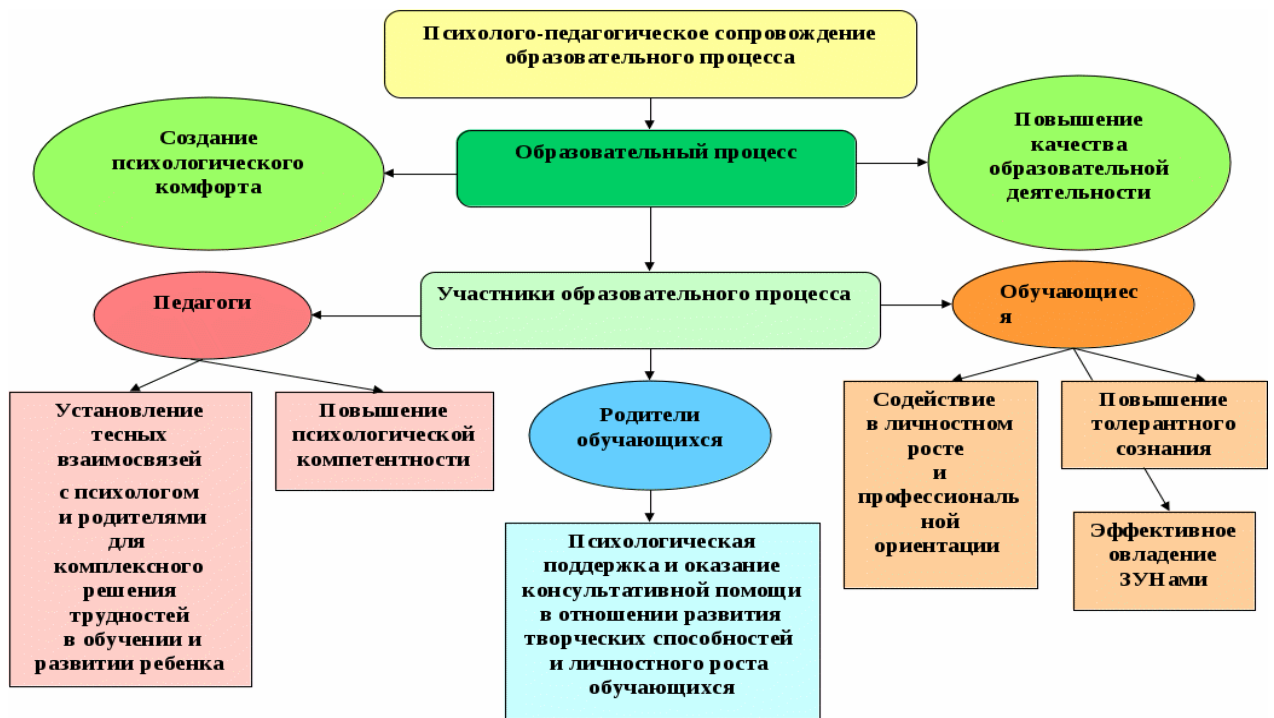 Психолого-педагогическое сопровождение
образовательного процесса
Создание
психологического
комфорта
Образовательный процесс
Повышение
качества
образовательной
деятельности
Педагоги
Участники образовательного процесса
Обучающиес
я
Установление
тесных
взаимосвязей
с психологом
и родителями
для
комплексного
решения
трудностей
в обучении и
развитии ребенка
Повышение
психологической
компетентности
Родители
обучающихся
Психологическая
поддержка и оказание
консультативной помощи
в отношении развития
творческих способностей
и личностного роста
обучающихся
Содействие
в личностном
росте
и
профессиональ
ной
ориентации
Повышение
толерантного
сознания
Эффективное
овладение
ЗУНами